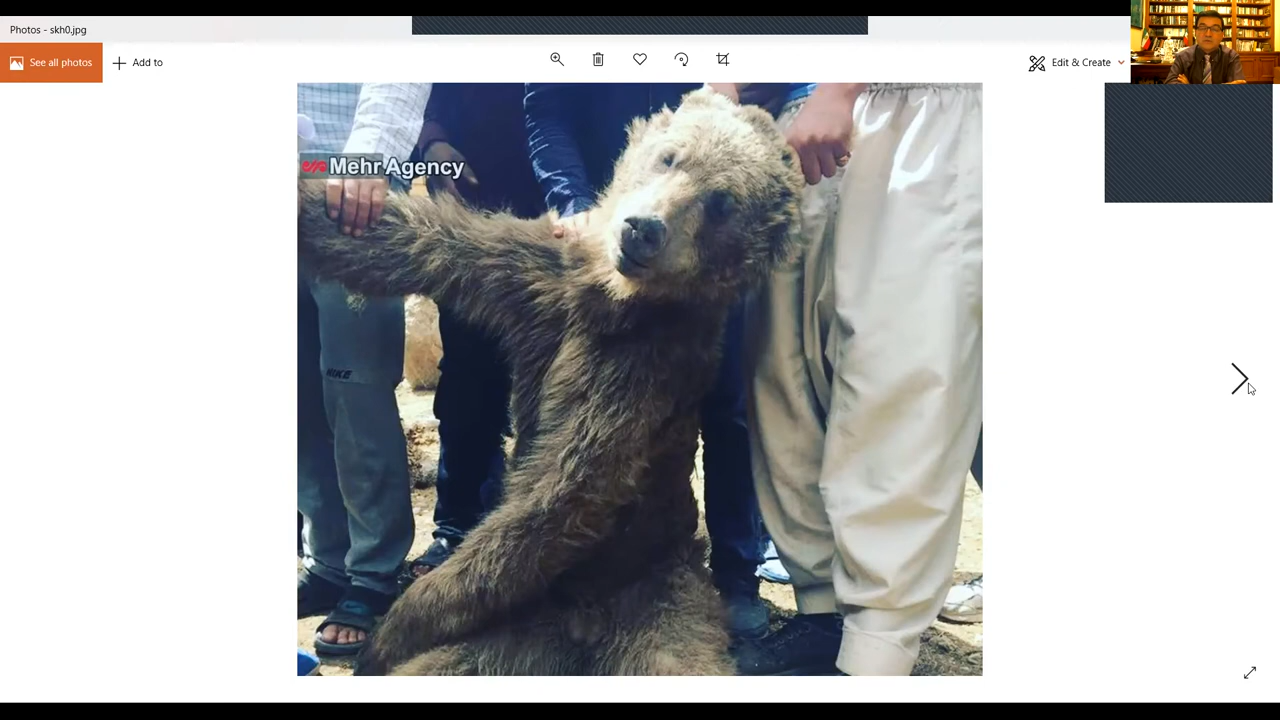 Photos - skh0.jpg
See all photos
Add to
Edit & Create
Mehr Agency
NIKE